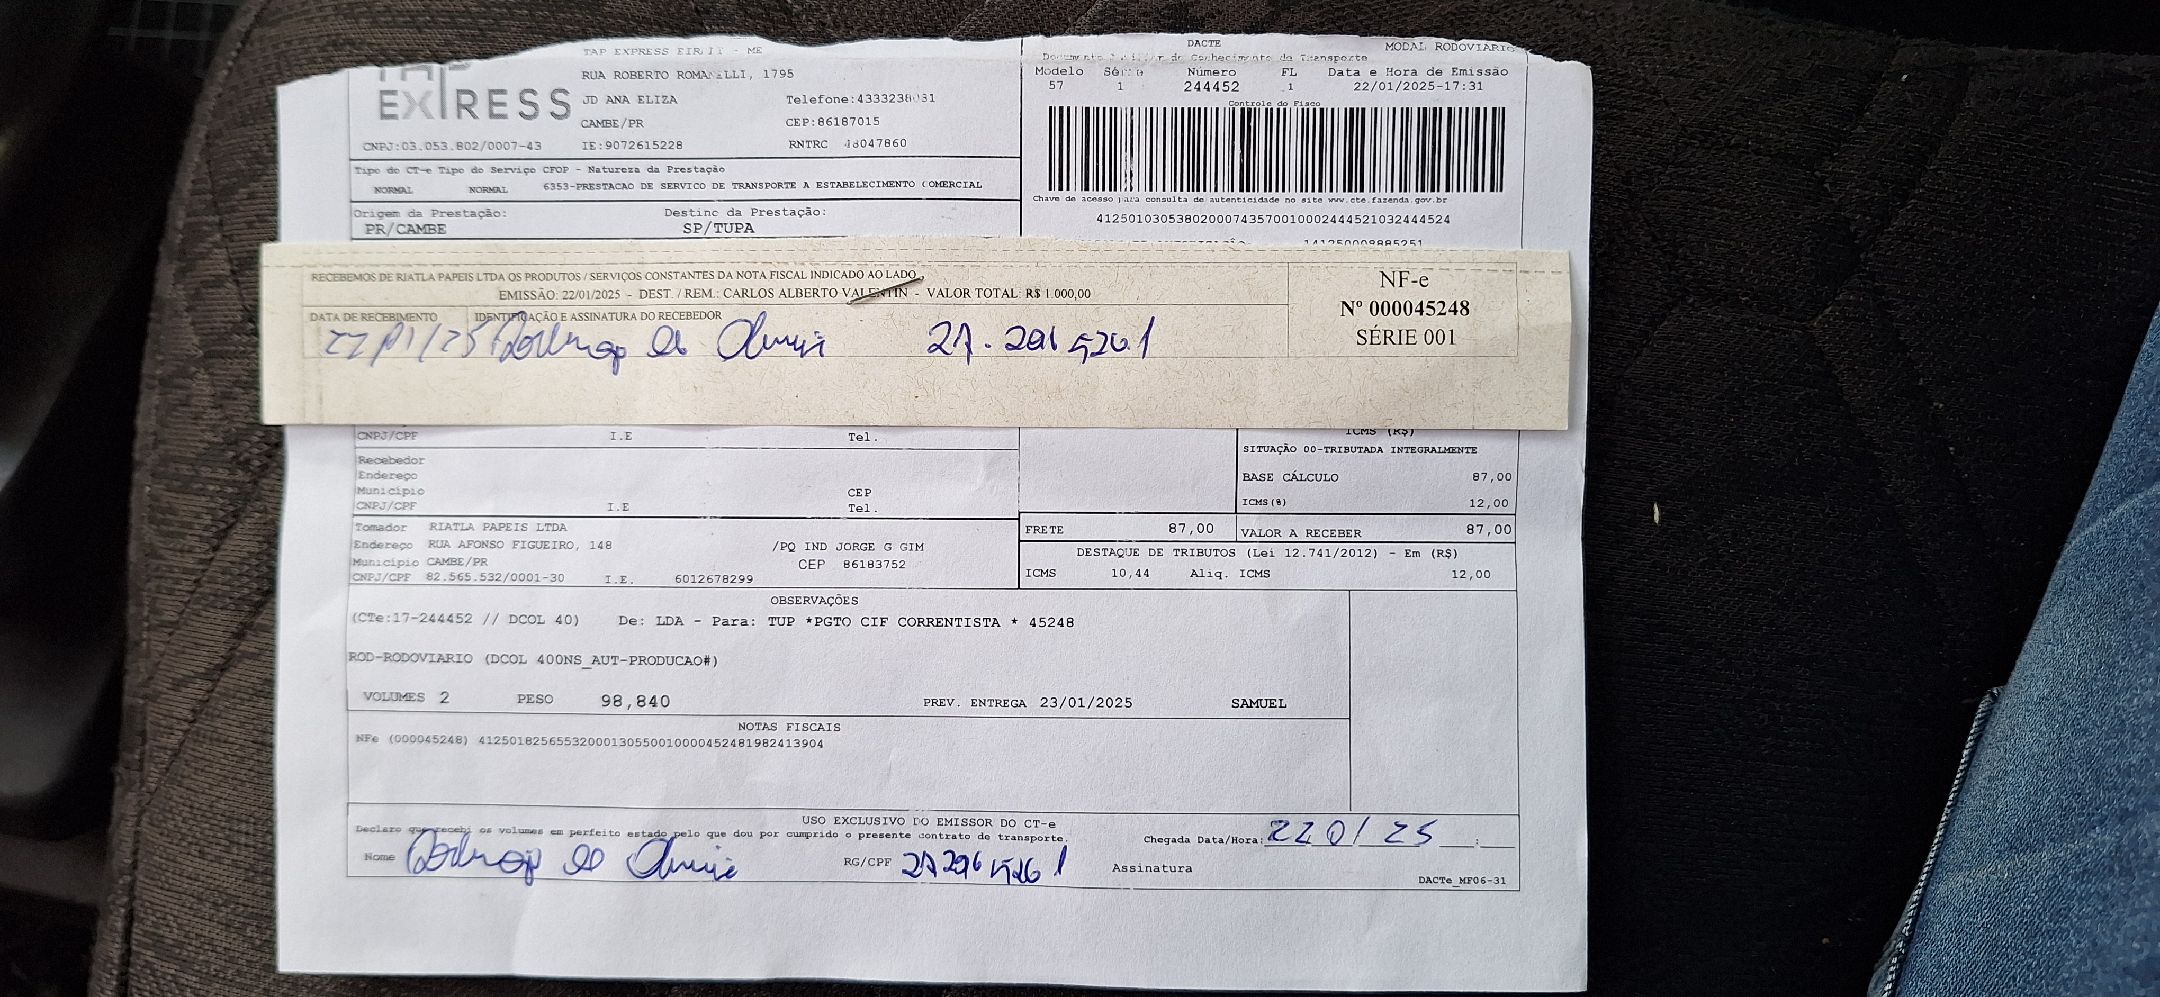 TAP EXPRESS EIRELI - ME
TAP EXPRESS
RUA ROBERTO ROMANELLI, 1795
JD ANA ELIZA Telefone:4333238031
CAMBE/PR CEP:86187015
CNPJ:03.053.802/0007-43 IE:9072615228 RNTRC 48047860
Tipo do CT-e Tipo do Serviço CFOP - Natureza da Prestação
NORMAL NORMAL 6353-PRESTACAO DE SERVICO DE TRANSPORTE A ESTABELECIMENTO COMERCIAL
Origem da Prestação: Destino da Prestação:
PR/CAMBE SP/TUPA
DACTE MODAL RODOVIARIO
Documento Auxiliar de Conhecimento de Transporte
Modelo Série Número FL Data e Hora de Emissão
57 1 244452 1 22/01/2025-17:31
Controle do Fisco
Chave de acesso para consulta de autenticidade no site www.cte.fazenda.gov.br
41250103053802000743570010002444521032444524
141250009885251
RECEBEMOS DE RIATLA PAPEIS LTDA OS PRODUTOS / SERVIÇOS CONSTANTES DA NOTA FISCAL INDICADO AO LADO
EMISSÃO: 22/01/2025 - DEST. / REM.: CARLOS ALBERTO VALENTIN - VALOR TOTAL: R$ 1.000,00
DATA DE RECEBIMENTO IDENTIFICAÇÃO E ASSINATURA DO RECEBEDOR
NF-e
Nº 000045248
SÉRIE 001
CNPJ/CPF I.E Tel.
Recebedor
Endereço
Município CEP
CNPJ/CPF I.E Tel.
ICMS (R$)
SITUAÇÃO 00-TRIBUTADA INTEGRALMENTE
BASE CÁLCULO 87,00
ICMS(%) 12,00
Tomador RIATLA PAPEIS LTDA
Endereço RUA AFONSO FIGUEIRO, 148 /PQ IND JORGE G GIM
Município CAMBE/PR CEP 86183752
CNPJ/CPF 82.565.532/0001-30 I.E. 6012678299
FRETE 87,00 VALOR A RECEBER 87,00
DESTAQUE DE TRIBUTOS (Lei 12.741/2012) - Em (R$)
ICMS 10,44 Aliq. ICMS 12,00
OBSERVAÇÕES
(CTe:17-244452 // DCOL 40) De: LDA - Para: TUP *PGTO CIF CORRENTISTA * 45248
ROD-RODOVIARIO (DCOL 400NS_AUT-PRODUCAO#)
VOLUMES 2 PESO 98,840 PREV. ENTREGA 23/01/2025 SAMUEL
NOTAS FISCAIS
NFe (000045248) 41250182565532000130550010000452481982413904
USO EXCLUSIVO DO EMISSOR DO CT-e
Declaro que recebi os volumes em perfeito estado pelo que dou por cumprido o presente contrato de transporte.
Chegada Data/Hora:
Nome RG/CPF Assinatura
DACTe_MF06-31